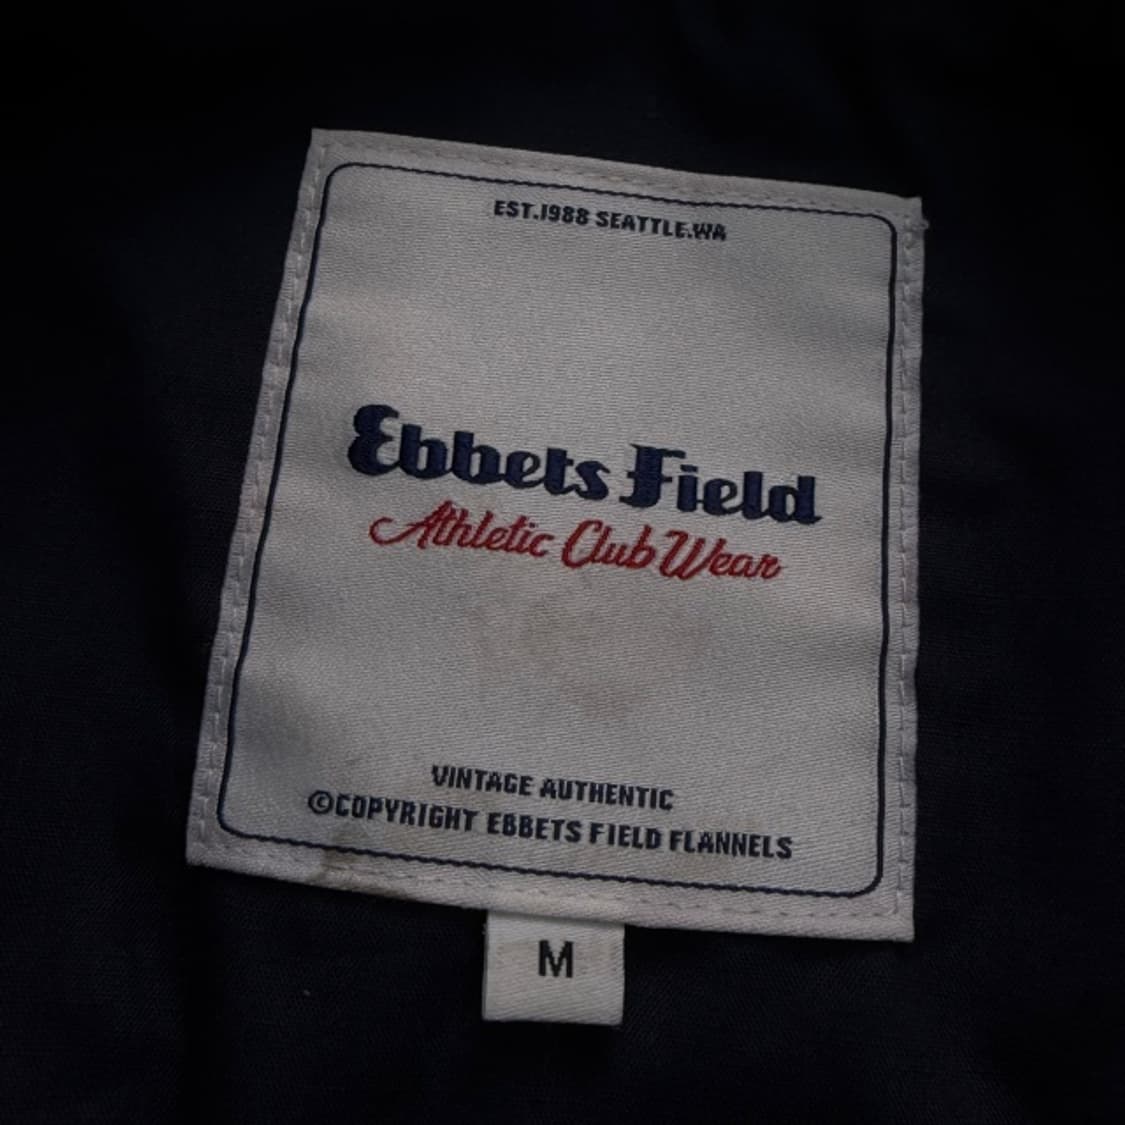 EST.1988 SEATTLE.WA
Ebbets Field
Athletic Club Wear
VINTAGE AUTHENTIC
©COPYRIGHT EBBETS FIELD FLANNELS
M